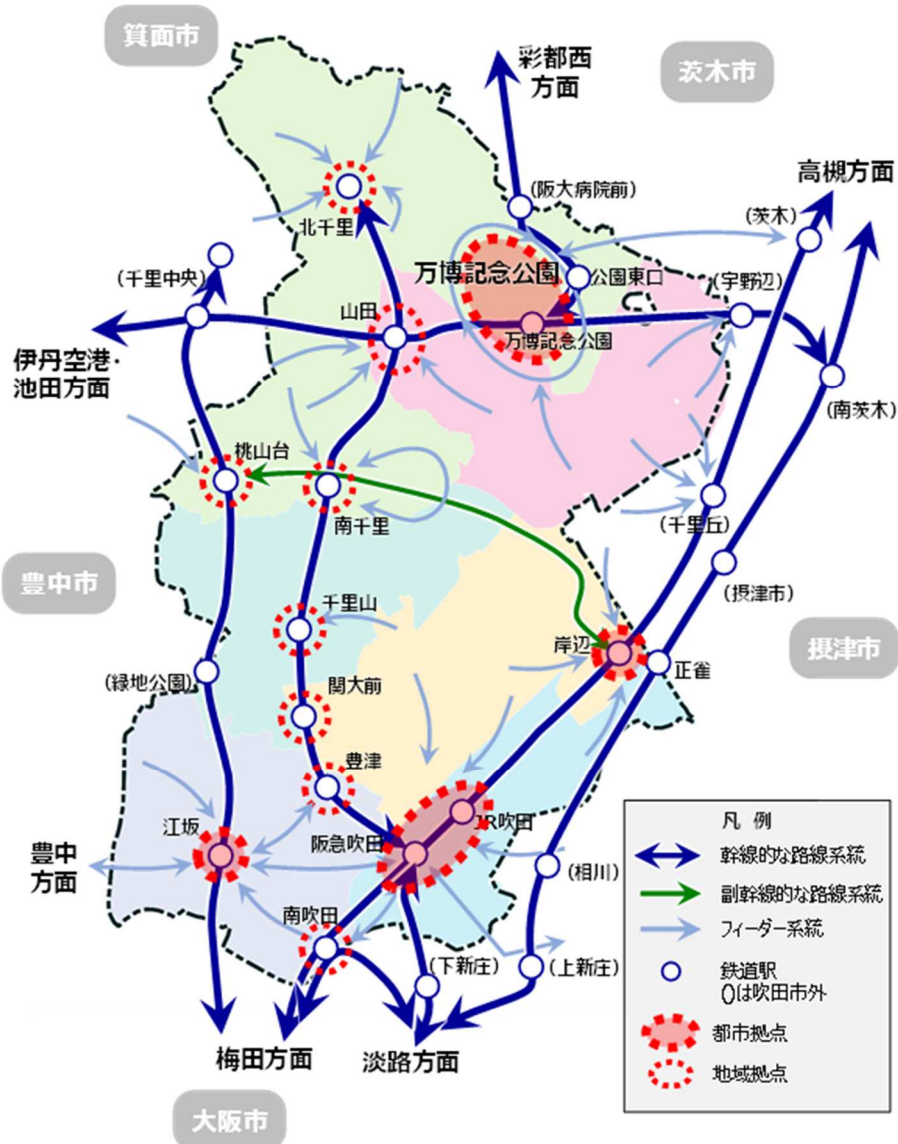 箕面市
彩都西
方面
茨木市
高槻方面
(阪大病院前)
(茨木)
北千里
万博記念公園
公園東口
(千里中央)
(宇野辺)
山田
万博記念公園
伊丹空港・
池田方面
(南茨木)
桃山台
(千里丘)
南千里
豊中市
(摂津市)
千里山
岸辺
摂津市
正雀
(緑地公園)
関大前
豊津
凡 例
JR吹田
江坂
阪急吹田
幹線的な路線系統
豊中
方面
(相川)
副幹線的な路線系統
フィーダー系統
南吹田
(下新庄)
(上新庄)
鉄道駅
()は吹田市外
都市拠点
梅田方面
淡路方面
地域拠点
大阪市